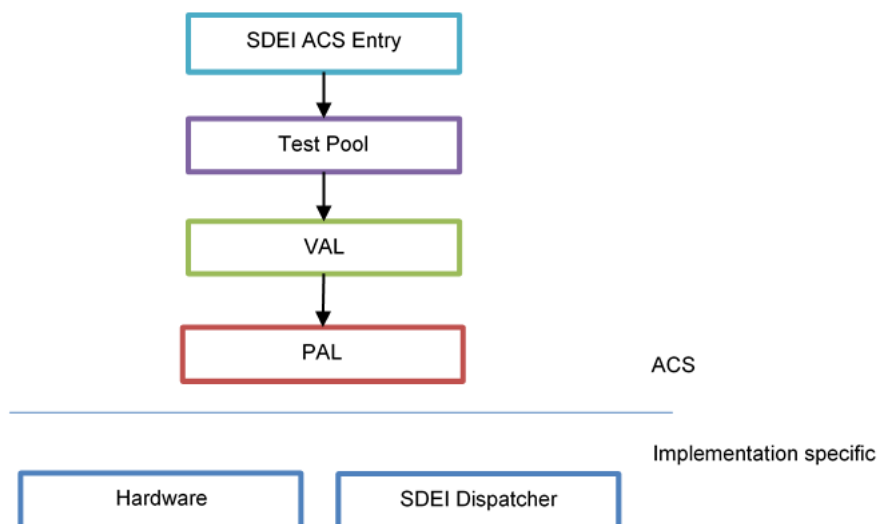 SDEI ACS Entry
Test Pool
VAL
PAL
ACS
Implementation specific
Hardware
SDEI Dispatcher